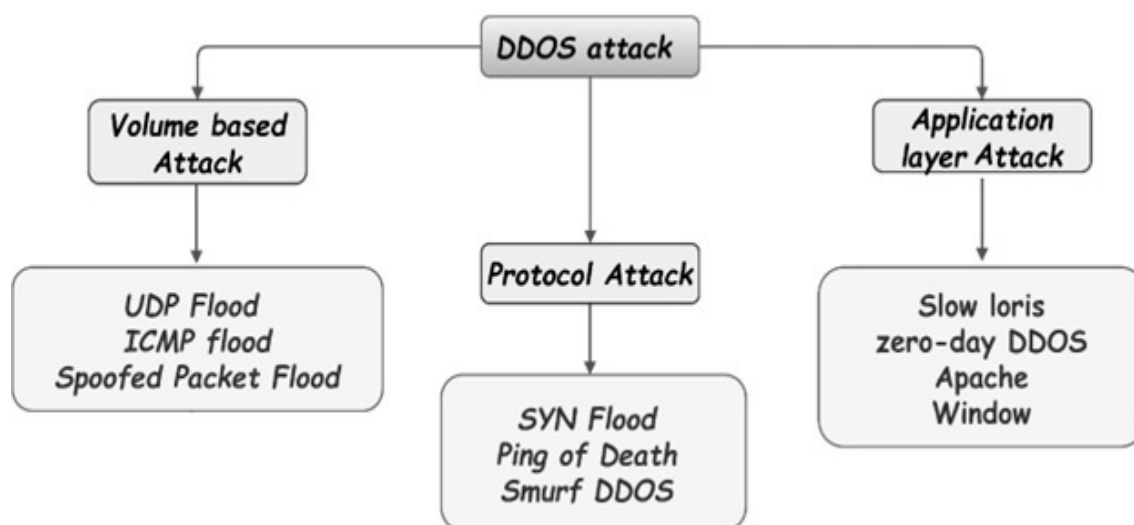 DDOS attack
Volume based
Attack
UDP Flood
ICMP flood
Spoofed Packet Flood
Protocol Attack
SYN Flood
Ping of Death
Smurf DDOS
Application
layer Attack
Slow loris
zero-day DDOS
Apache
Window